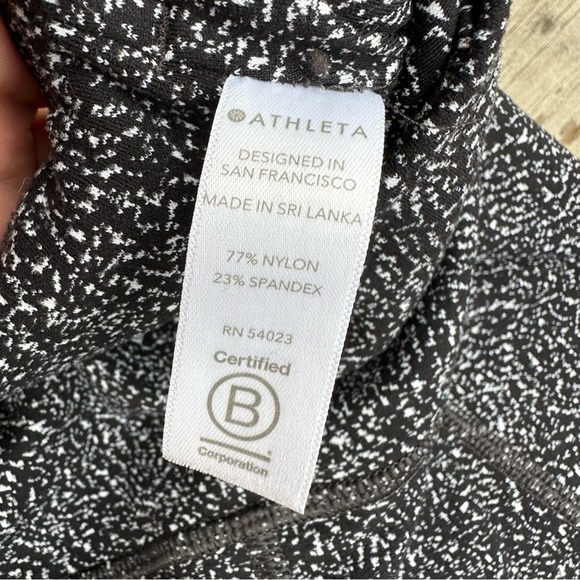 ATHLETA
DESIGNED IN
SAN FRANCISCO
MADE IN SRI LANKA
77% NYLON
23% SPANDEX
RN 54023
Certified
B
Corporation